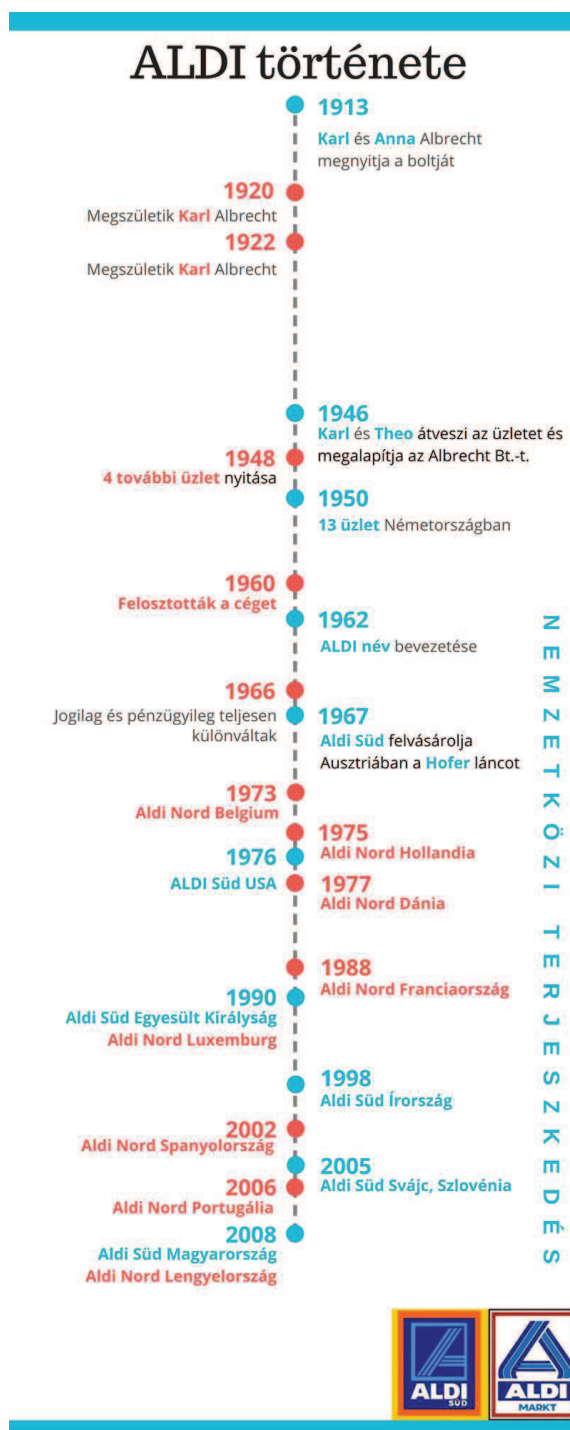 ALDI története
1913
Karl és Anna Albrecht
megnyitja a boltját
1920
Megszületik Karl Albrecht
1922
Megszületik Karl Albrecht
1946
Karl és Theo átveszi az üzletet és
megalapítja az Albrecht Bt.-t.
1948
4 további üzlet nyitása
1950
13 üzlet Németországban
1960
Felosztották a céget
1962
ALDI név bevezetése
1966
Jogilag és pénzügyileg teljesen
különváltak
1967
Aldi Süd felvásárolja
Ausztriában a Hofer láncot
1973
Aldi Nord Belgium
1975
Aldi Nord Hollandia
1976
ALDI Süd USA
1977
Aldi Nord Dánia
1988
Aldi Nord Franciaország
1990
Aldi Süd Egyesült Királyság
Aldi Nord Luxemburg
1998
Aldi Süd Írország
2002
Aldi Nord Spanyolország
2005
Aldi Süd Svájc, Szlovénia
2006
Aldi Nord Portugália
2008
Aldi Süd Magyarország
Aldi Nord Lengyelország
NEMZETKÖZI TERJESZKEDÉS
ALDI
SÜD
ALDI
MARKT